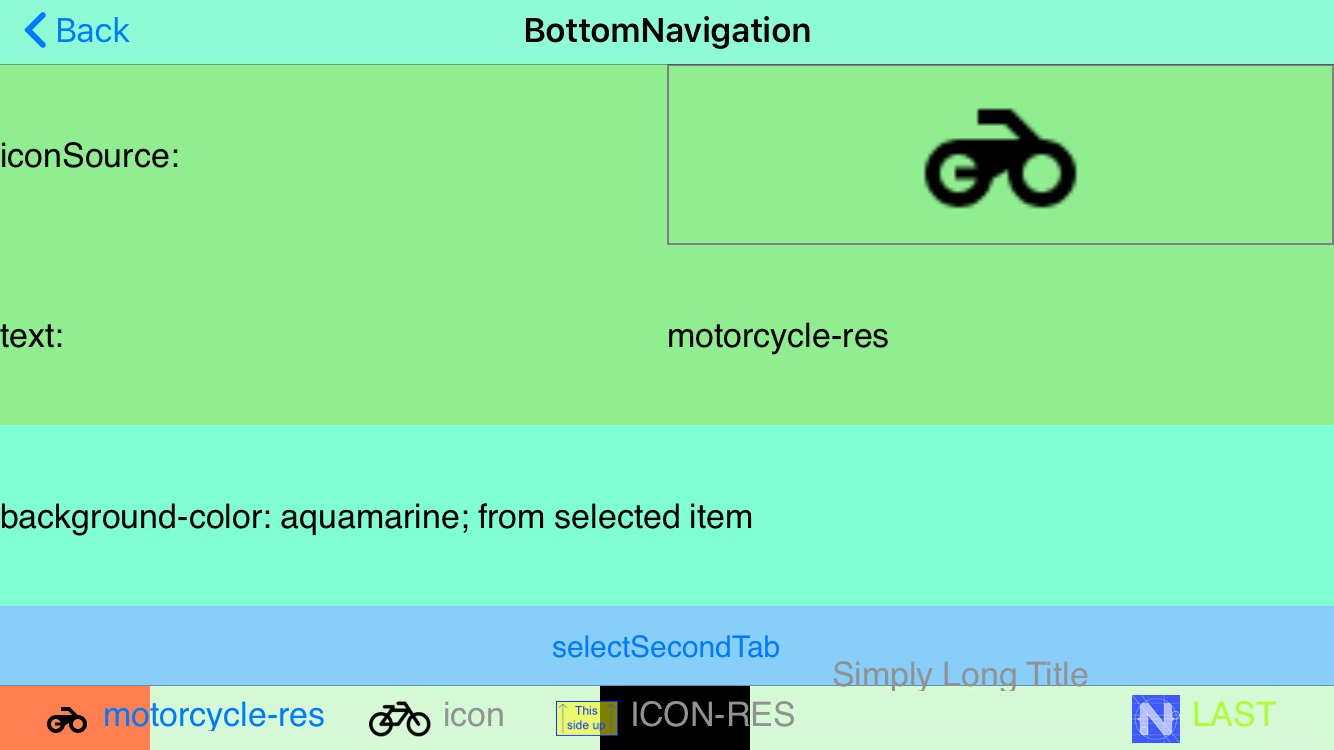 Back
BottomNavigation
iconSource:
text:
motorcycle-res
background-color: aquamarine; from selected item
selectSecondTab
Simply Long Title
motorcycle-res
icon
This
side up
ICON-RES
N
LAST